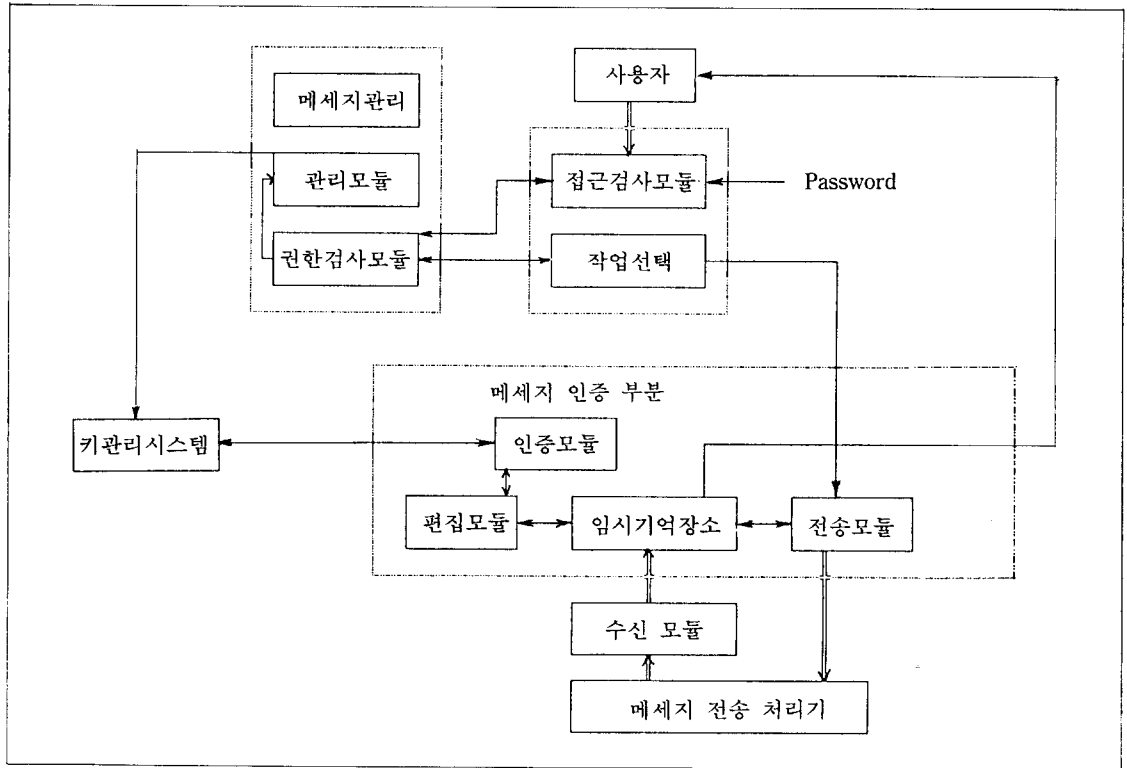 사용자
메세지관리
관리모듈
접근검사모듈
Password
권한검사모듈
작업선택
메세지 인증 부분
키관리시스템
인증모듈
편집모듈
임시기억장소
전송모듈
수신 모듈
메세지 전송 처리기